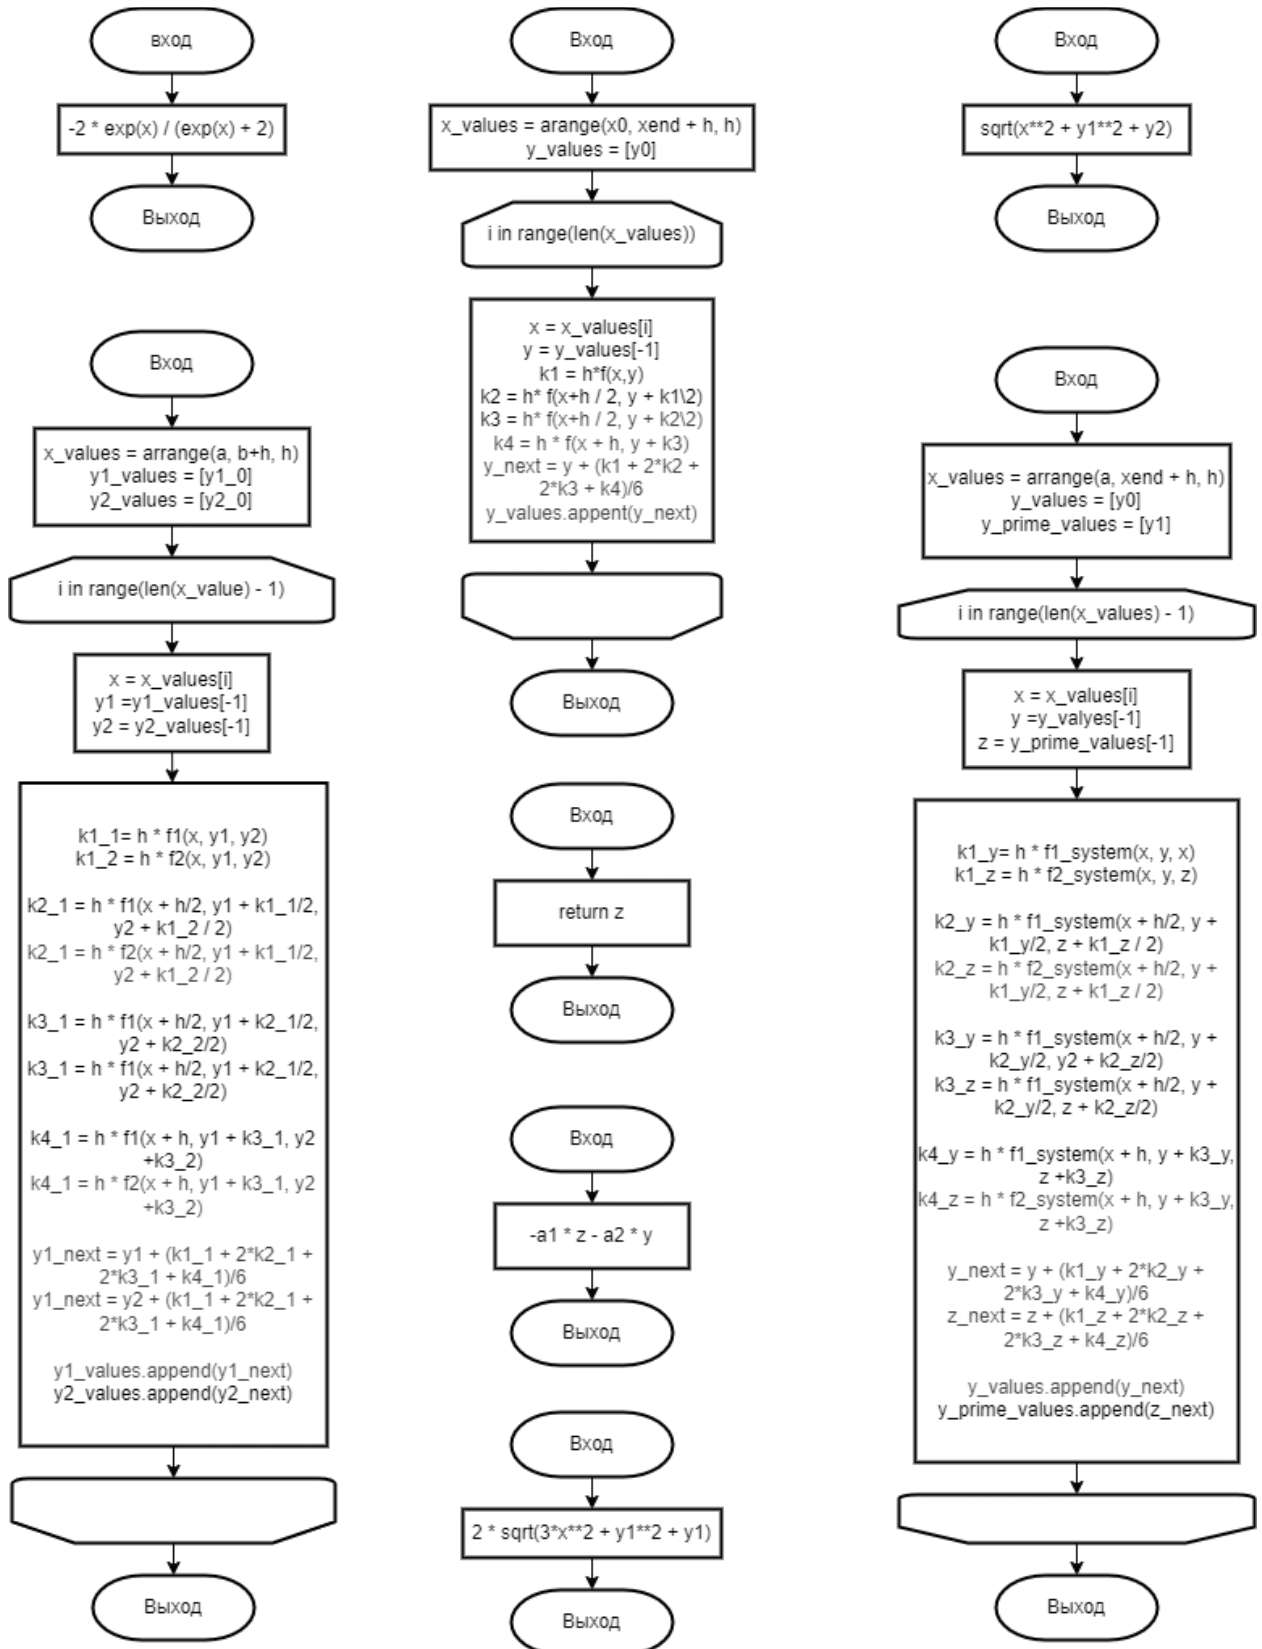 вход
-2 * exp(x) / (exp(x) + 2)
Выход
Вход
x_values = arrange(a, b+h, h)
y1_values = [y1_0]
y2_values = [y2_0]
i in range(len(x_value) - 1)
x = x_values[i]
y1 =y1_values[-1]
y2 = y2_values[-1]
k1_1= h * f1(x, y1, y2)
k1_2 = h * f2(x, y1, y2)
k2_1 = h * f1(x + h/2, y1 + k1_1/2,
y2 + k1_2 / 2)
k2_1 = h * f2(x + h/2, y1 + k1_1/2,
y2 + k1_2 / 2)
k3_1 = h * f1(x + h/2, y1 + k2_1/2,
y2 + k2_2/2)
k3_1 = h * f1(x + h/2, y1 + k2_1/2,
y2 + k2_2/2)
k4_1 = h * f1(x + h, y1 + k3_1, y2
+k3_2)
k4_1 = h * f2(x + h, y1 + k3_1, y2
+k3_2)
y1_next = y1 + (k1_1 + 2*k2_1 +
2*k3_1 + k4_1)/6
y1_next = y2 + (k1_1 + 2*k2_1 +
2*k3_1 + k4_1)/6
y1_values.append(y1_next)
y2_values.append(y2_next)
Выход
Вход
x_values = arange(x0, xend + h, h)
y_values = [y0]
i in range(len(x_values))
x = x_values[i]
y = y_values[-1]
k1 = h*f(x,y)
k2 = h* f(x+h / 2, y + k1\2)
k3 = h* f(x+h / 2, y + k2\2)
k4 = h * f(x + h, y + k3)
y_next = y + (k1 + 2*k2 +
2*k3 + k4)/6
y_values.appent(y_next)
Выход
Вход
return z
Выход
Вход
-a1 * z - a2 * y
Выход
Вход
2 * sqrt(3*x**2 + y1**2 + y1)
Выход
Вход
sqrt(x**2 + y1**2 + y2)
Выход
Вход
x_values = arrange(a, xend + h, h)
y_values = [y0]
y_prime_values = [y1]
i in range(len(x_values) - 1)
x = x_values[i]
y =y_valyes[-1]
z = y_prime_values[-1]
k1_y= h * f1_system(x, y, x)
k1_z = h * f2_system(x, y, z)
k2_y = h * f1_system(x + h/2, y +
k1_y/2, z + k1_z / 2)
k2_z = h * f2_system(x + h/2, y +
k1_y/2, z + k1_z / 2)
k3_y = h * f1_system(x + h/2, y +
k2_y/2, y2 + k2_z/2)
k3_z = h * f1_system(x + h/2, y +
k2_y/2, z + k2_z/2)
k4_y = h * f1_system(x + h, y + k3_y,
z +k3_z)
k4_z = h * f2_system(x + h, y + k3_y,
z +k3_z)
y_next = y + (k1_y + 2*k2_y +
2*k3_y + k4_y)/6
z_next = z + (k1_z + 2*k2_z +
2*k3_z + k4_z)/6
y_values.append(y_next)
y_prime_values.append(z_next)
Выход